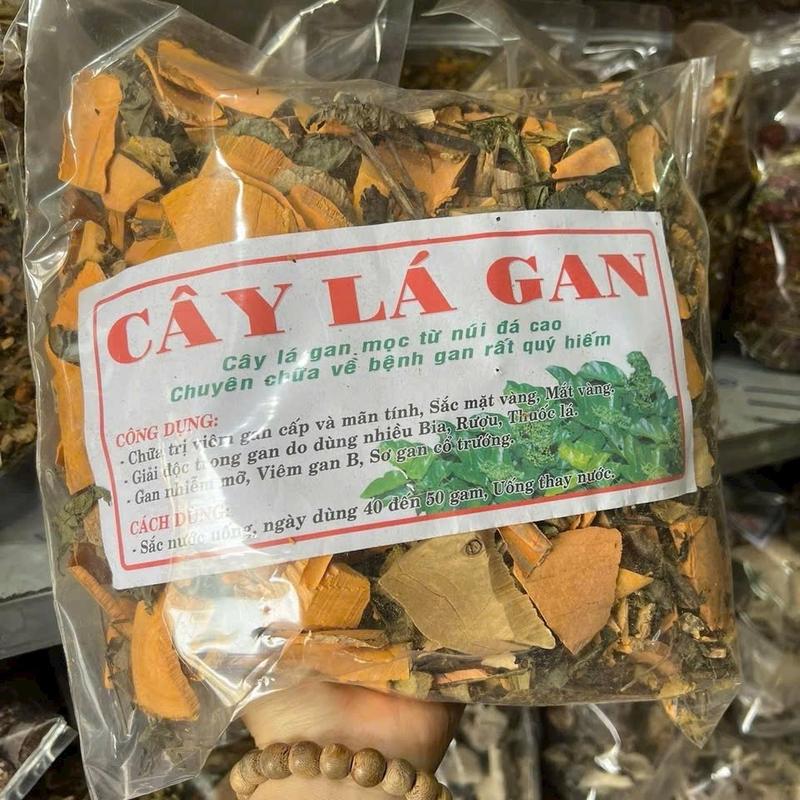 CÂY LÁ GAN
Cây lá gan mọc từ núi đá cao
Chuyên chữa về bệnh gan rất quý hiếm
CÔNG DỤNG:
- Chữa trị viêm gan cấp và mãn tính, Sắc mặt vàng, Mắt vàng.
- Giải độc trong gan do dùng nhiều Bia, Rượu, Thuốc lá.
- Gan nhiễm mỡ, Viêm gan B, Sơ gan cổ trướng.
CÁCH DÙNG:
- Sắc nước uống, ngày dùng 40 đến 50 gam, Uống thay nước.